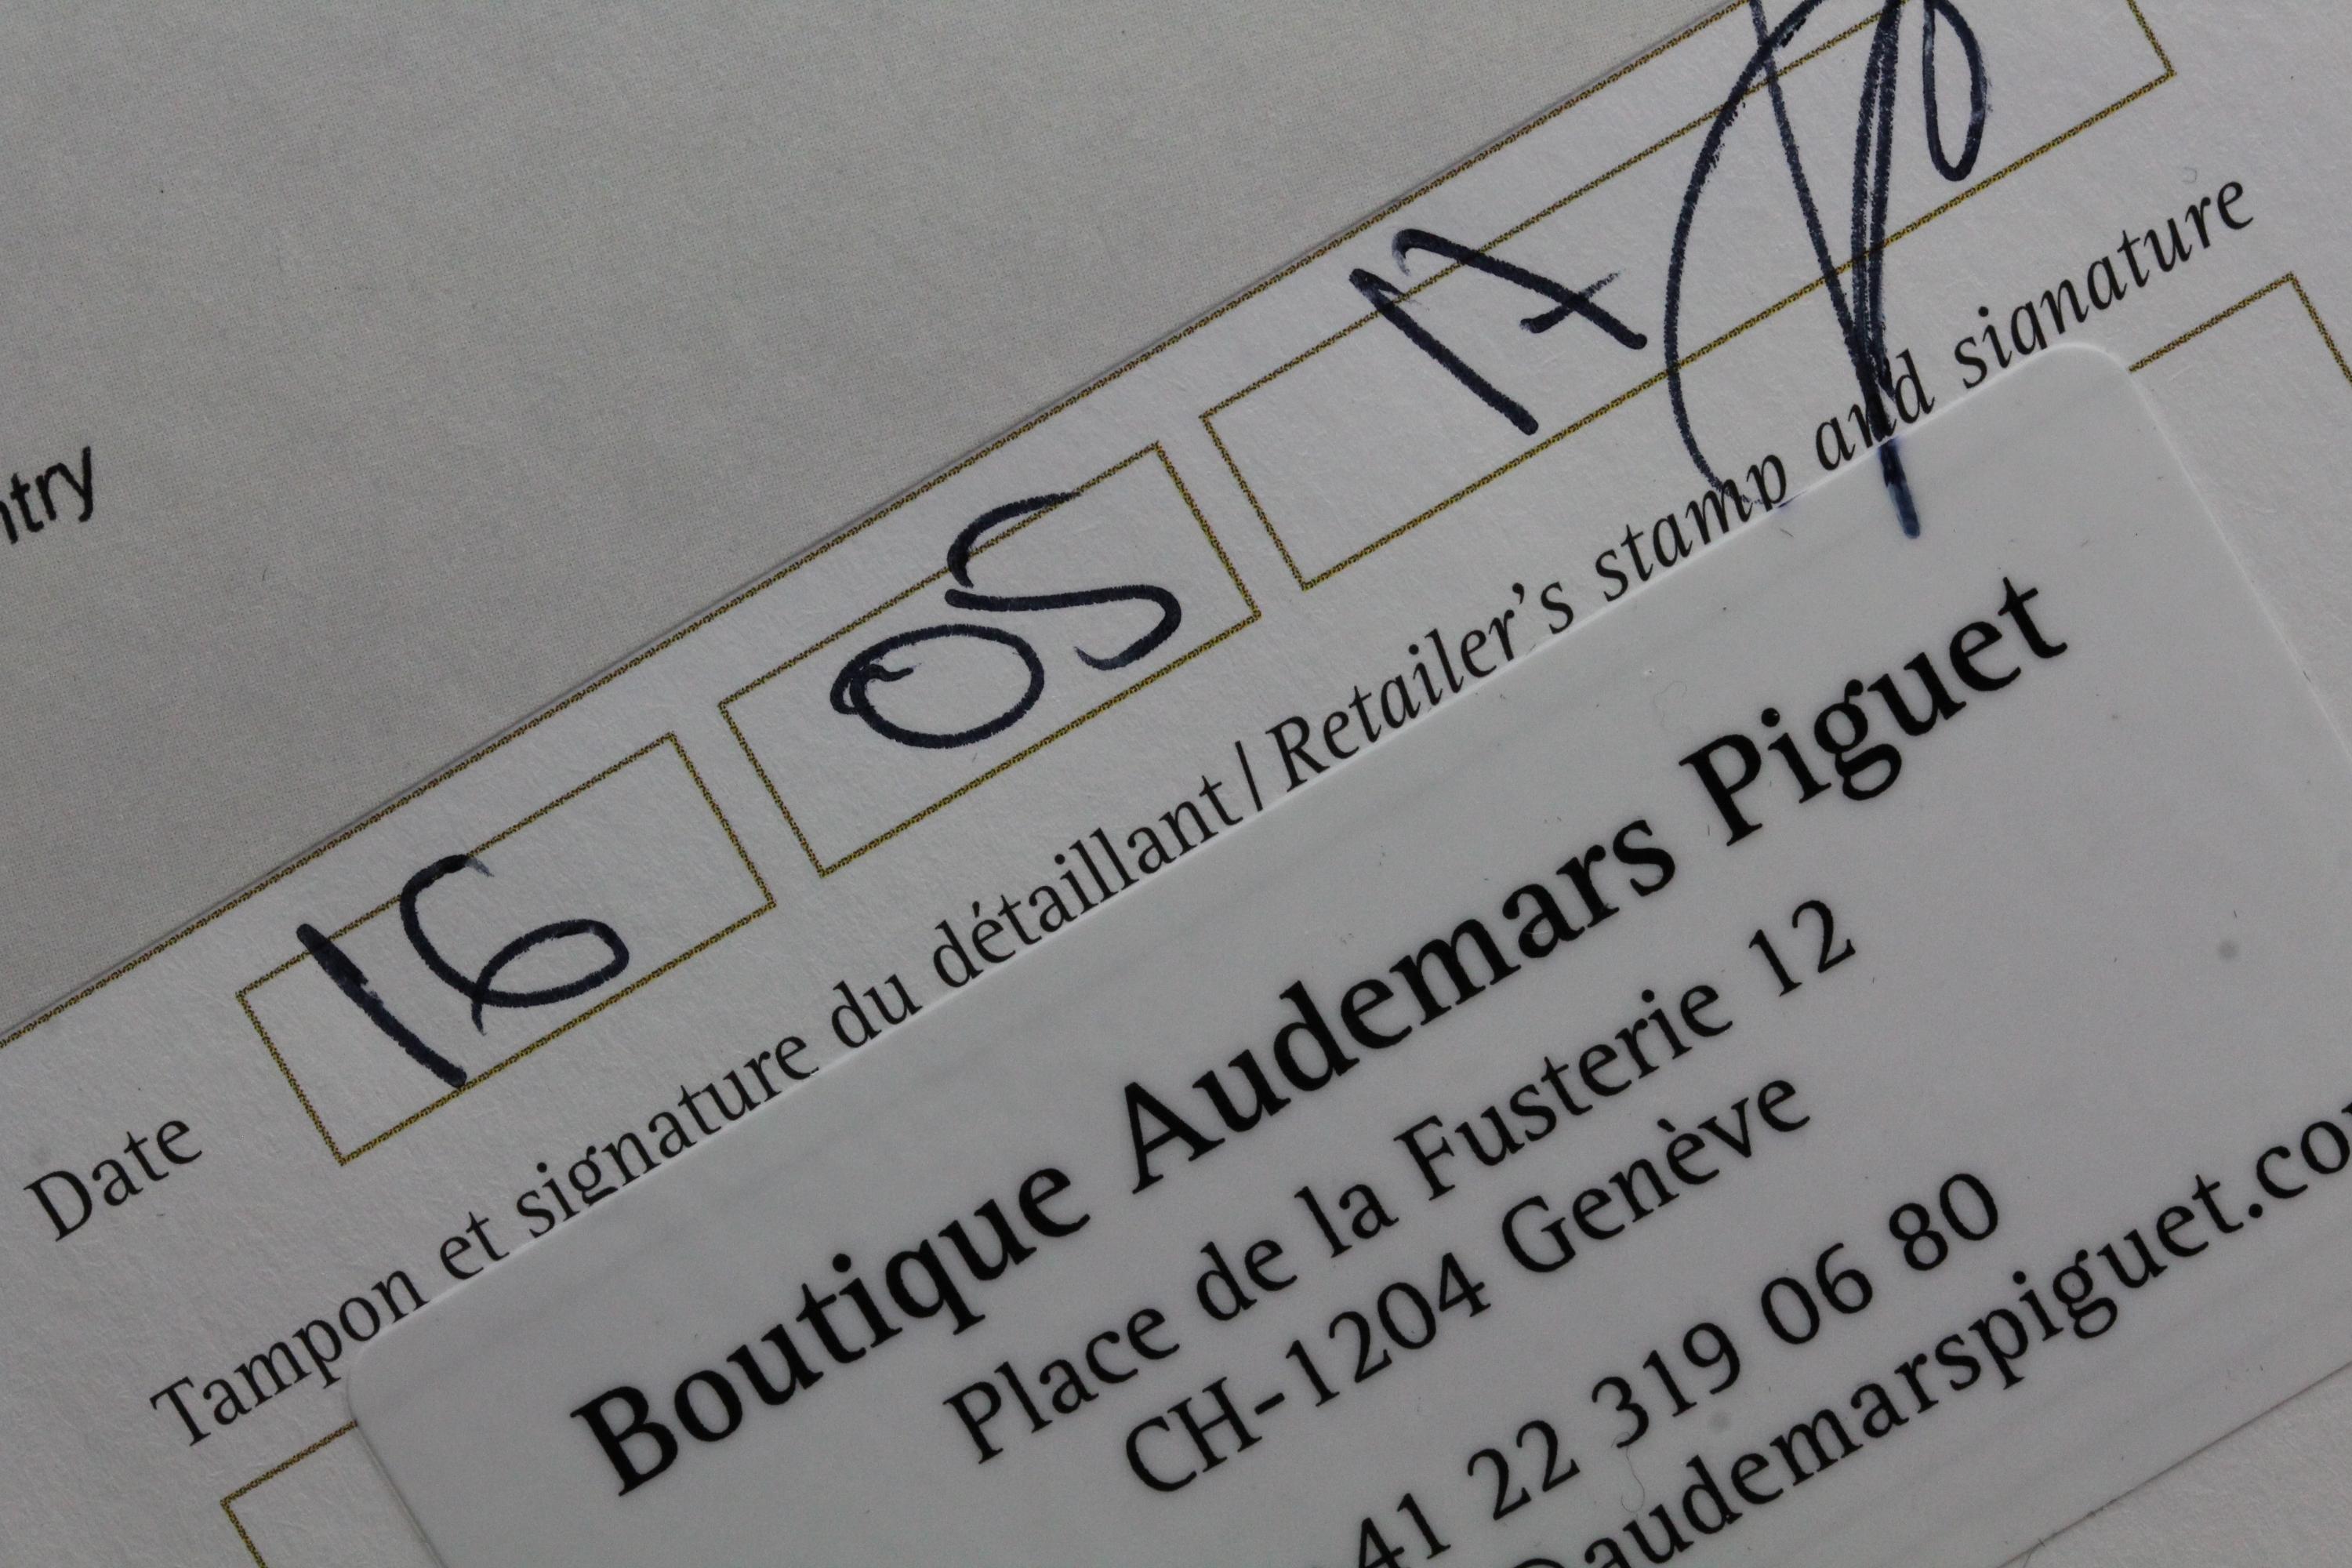 ntry
Date 16 05 17
Tampon et signature du détaillant / Retailer's stamp and signature
Boutique Audemars Piguet
Place de la Fusterie 12
CH-1204 Genève
41 22 319 06 80
audemarspiguet.co